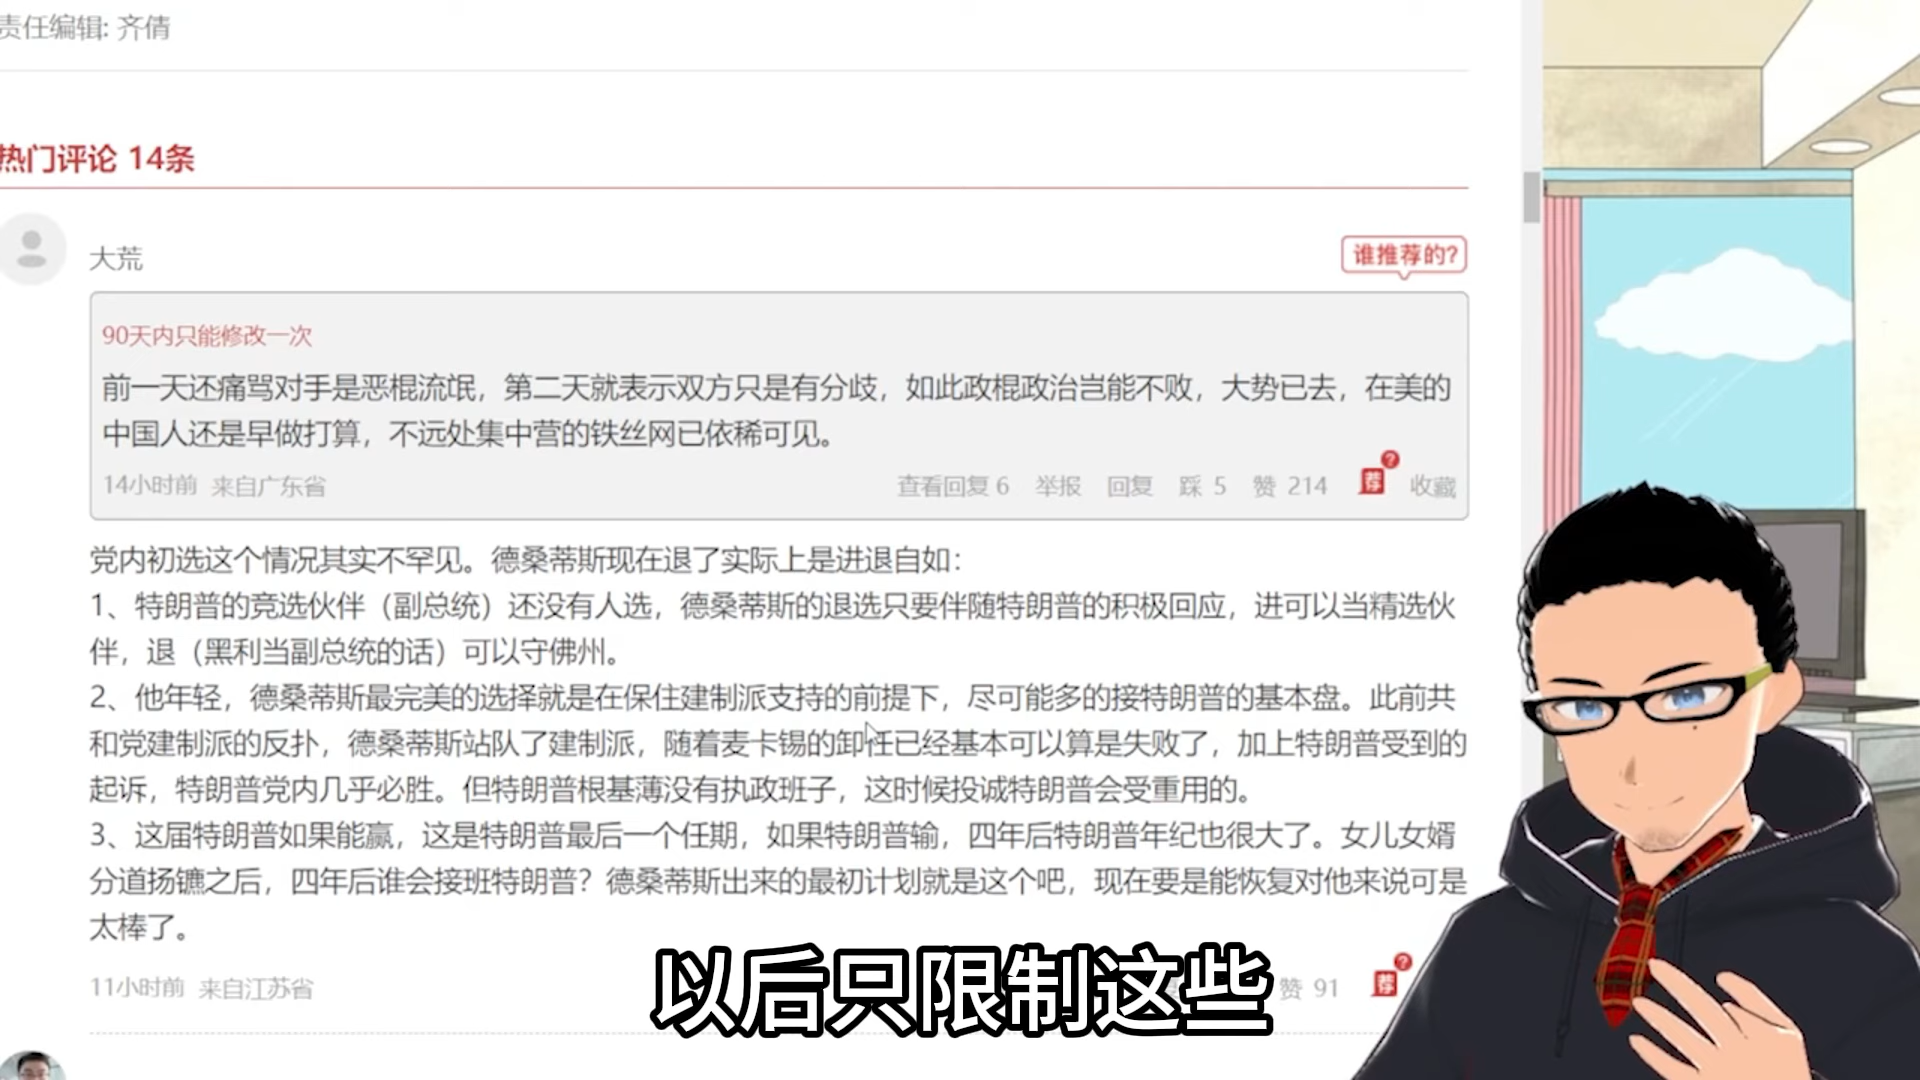 责任编辑: 齐倩
热门评论 14条
大荒
谁推荐的?
90天内只能修改一次
前一天还痛骂对手是恶棍流氓，第二天就表示双方只是有分歧，如此政棍政治岂能不败，大势已去，在美的
中国人还是早做打算，不远处集中营的铁丝网已依稀可见。
14小时前 来自广东省 查看回复 6 举报 回复 踩 5 赞 214 荐 ? 收藏
党内初选这个情况其实不罕见。德桑蒂斯现在退了实际上是进退自如：
1、特朗普的竞选伙伴（副总统）还没有人选，德桑蒂斯的退选只要伴随特朗普的积极回应，进可以当精选伙
伴，退（黑利当副总统的话）可以守佛州。
2、他年轻，德桑蒂斯最完美的选择就是在保住建制派支持的前提下，尽可能多的接特朗普的基本盘。此前共
和党建制派的反扑，德桑蒂斯站队了建制派，随着麦卡锡的卸任已经基本可以算是失败了，加上特朗普受到的
起诉，特朗普党内几乎必胜。但特朗普根基薄没有执政班子，这时候投诚特朗普会受重用的。
3、这届特朗普如果能赢，这是特朗普最后一个任期，如果特朗普输，四年后特朗普年纪也很大了。女儿女婿
分道扬镳之后，四年后谁会接班特朗普？德桑蒂斯出来的最初计划就是这个吧，现在要是能恢复对他来说可是
太棒了。
11小时前 来自江苏省 赞 91 荐 ?
以后只限制这些